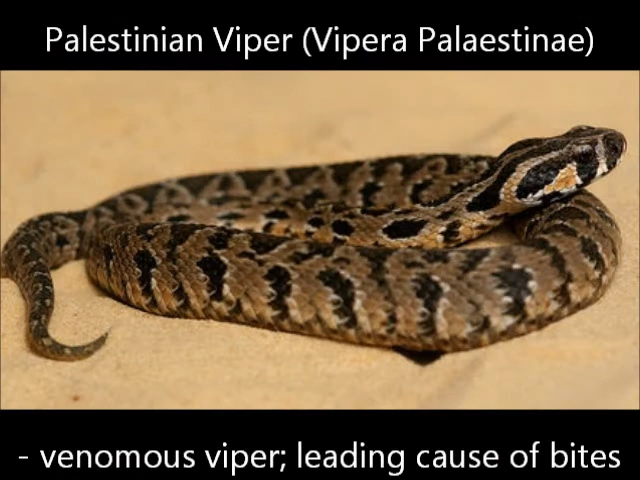 Palestinian Viper (Vipera Palaestinae)
- venomous viper; leading cause of bites